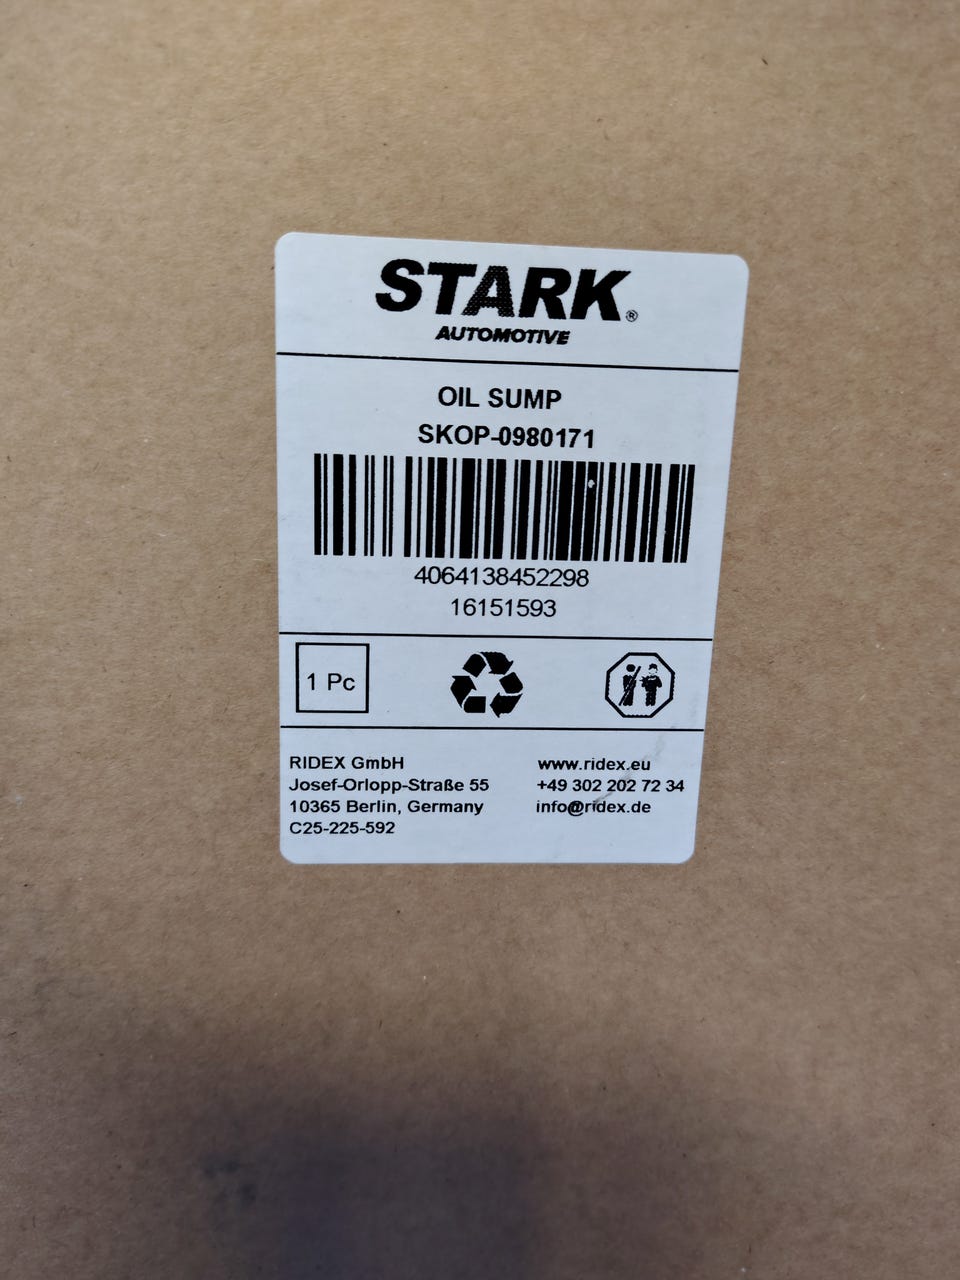 STARK®
AUTOMOTIVE
OIL SUMP
SKOP-0980171
4064138452298
16151593
1 Pc
RIDEX GmbH
Josef-Orlopp-Straße 55
10365 Berlin, Germany
C25-225-592
www.ridex.eu
+49 302 202 72 34
info@ridex.de